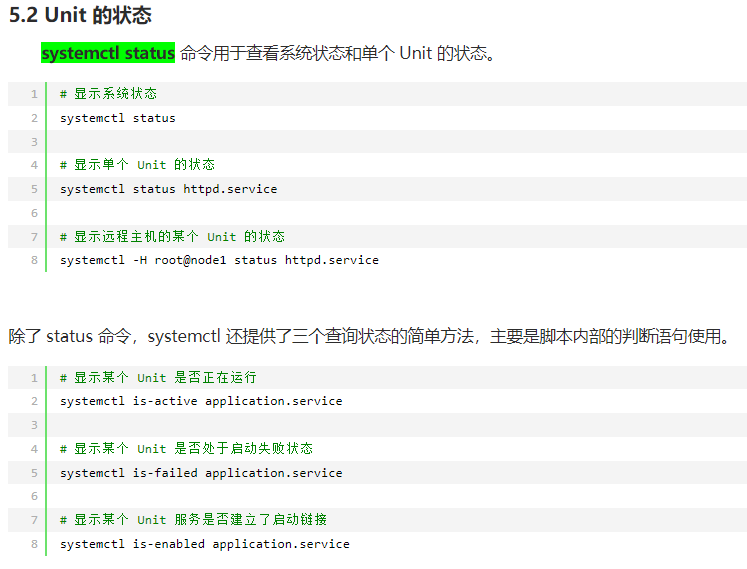 5.2 Unit 的状态
systemctl status 命令用于查看系统状态和单个 Unit 的状态。
1 # 显示系统状态
2 systemctl status
3
4 # 显示单个 Unit 的状态
5 systemctl status httpd.service
6
7 # 显示远程主机的某个 Unit 的状态
8 systemctl -H root@node1 status httpd.service
除了 status 命令，systemctl 还提供了三个查询状态的简单方法，主要是脚本内部的判断语句使用。
1 # 显示某个 Unit 是否正在运行
2 systemctl is-active application.service
3
4 # 显示某个 Unit 是否处于启动失败状态
5 systemctl is-failed application.service
6
7 # 显示某个 Unit 服务是否建立了启动链接
8 systemctl is-enabled application.service